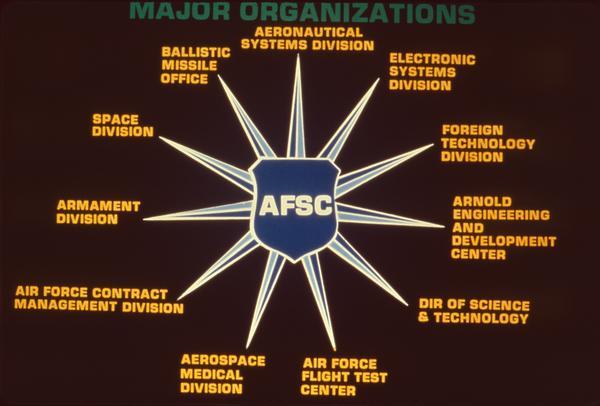 MAJOR ORGANIZATIONS
AERONAUTICAL
SYSTEMS DIVISION
BALLISTIC
MISSILE
OFFICE
ELECTRONIC
SYSTEMS
DIVISION
SPACE
DIVISION
FOREIGN
TECHNOLOGY
DIVISION
AFSC
ARMAMENT
DIVISION
ARNOLD
ENGINEERING
AND
DEVELOPMENT
CENTER
AIR FORCE CONTRACT
MANAGEMENT DIVISION
DIR OF SCIENCE
& TECHNOLOGY
AEROSPACE
MEDICAL
DIVISION
AIR FORCE
FLIGHT TEST
CENTER